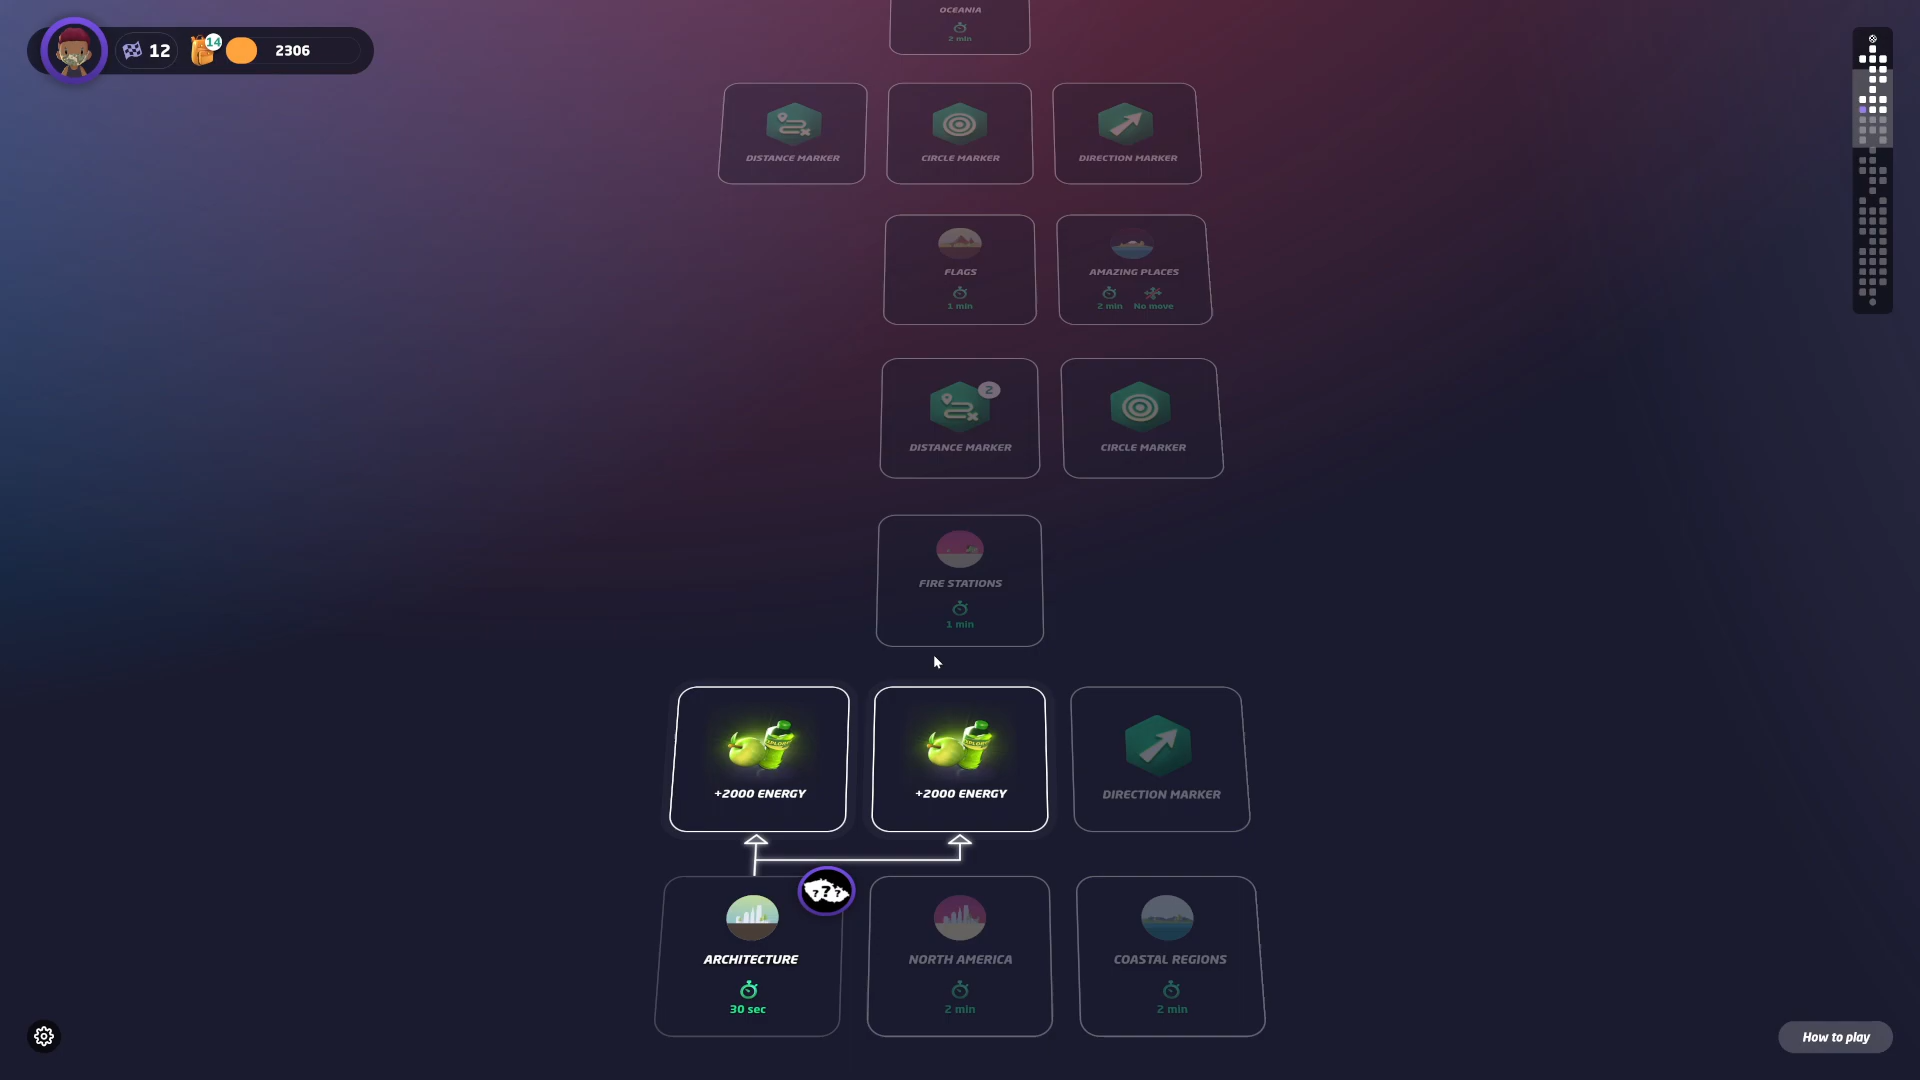 OCEANIA
2 min
12
14
2306
DISTANCE MARKER
CIRCLE MARKER
DIRECTION MARKER
FLAGS
1 min
AMAZING PLACES
2 min
No move
2
DISTANCE MARKER
CIRCLE MARKER
FIRE STATIONS
1 min
+2000 ENERGY
+2000 ENERGY
DIRECTION MARKER
???
ARCHITECTURE
30 sec
NORTH AMERICA
2 min
COASTAL REGIONS
2 min
How to play